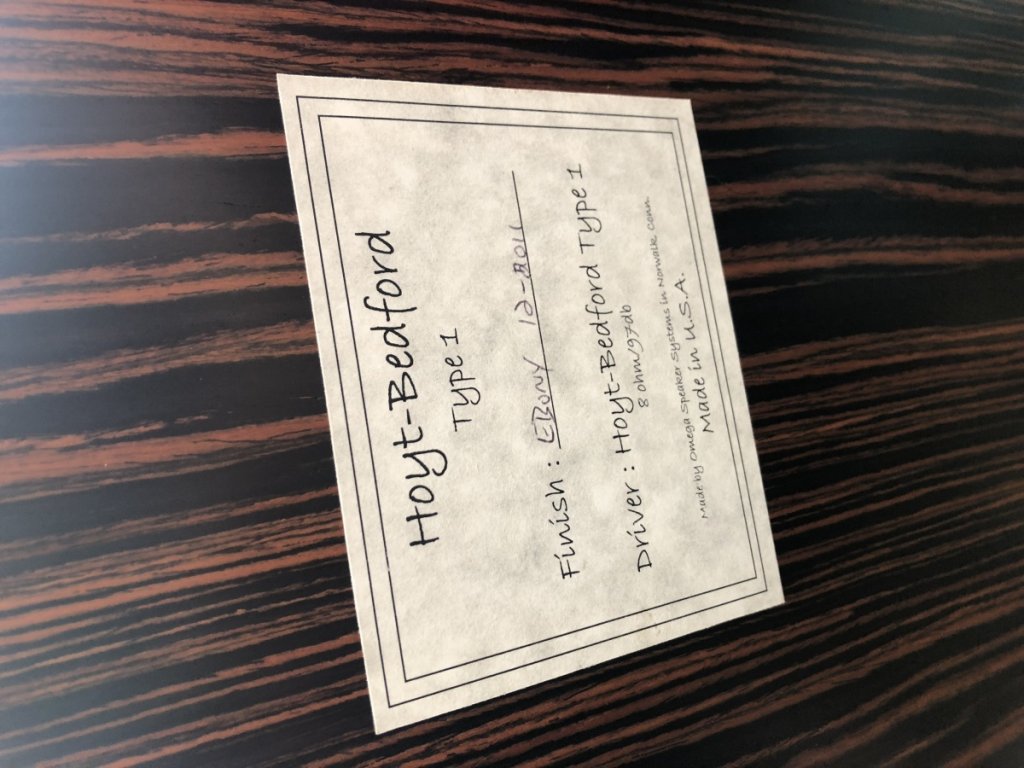 Hoyt-Bedford
Type 1
Finish : EBONY 12-2011
Driver : Hoyt-Bedford Type 1
8 ohm/97db
Made by Omega Speaker Systems in Norwalk, Conn.
Made in U.S.A.